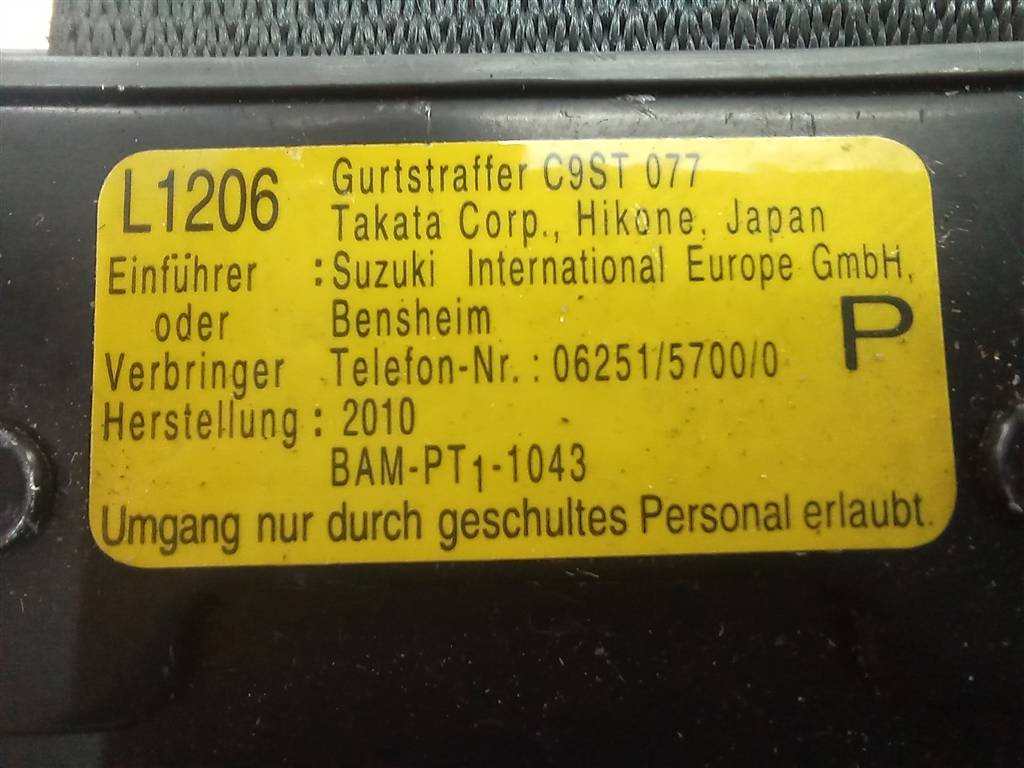 L1206 Gurtstraffer C9ST 077
Takata Corp., Hikone, Japan
Einführer : Suzuki International Europe GmbH,
oder Bensheim
Verbringer Telefon-Nr. : 06251/5700/0
P
Herstellung : 2010
BAM-PT1-1043
Umgang nur durch geschultes Personal erlaubt.